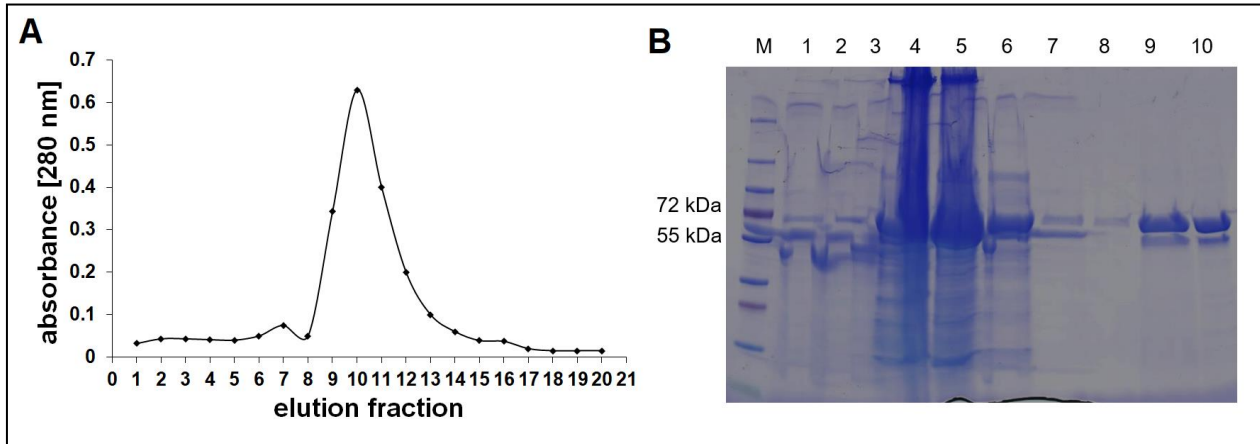 A
absorbance [280 nm]
0.7
0.6
0.5
0.4
0.3
0.2
0.1
0
0 1 2 3 4 5 6 7 8 9 10 11 12 13 14 15 16 17 18 19 20 21
elution fraction
B
M 1 2 3 4 5 6 7 8 9 10
72 kDa
55 kDa